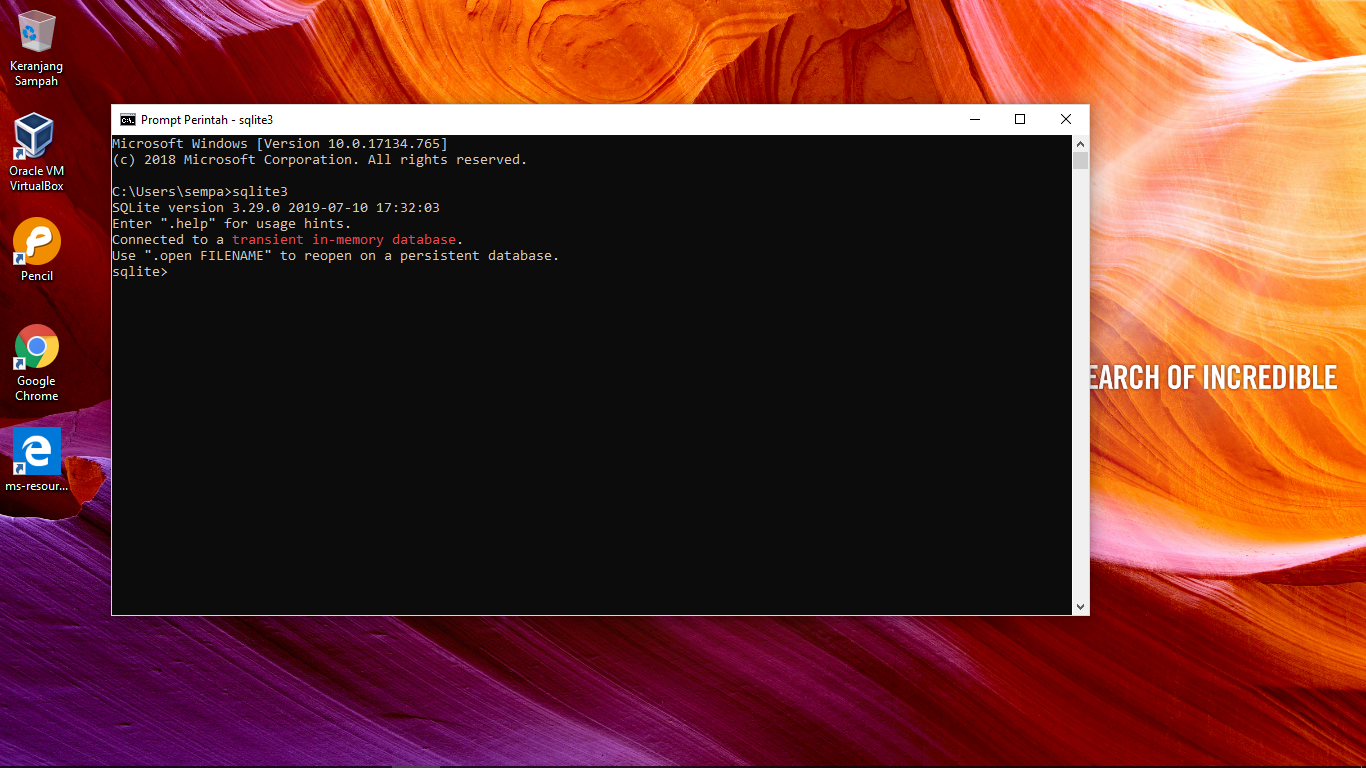 Keranjang
Sampah
Oracle VM
VirtualBox
Pencil
Google
Chrome
ms-resour...
Prompt Perintah - sqlite3
Microsoft Windows [Version 10.0.17134.765]
(c) 2018 Microsoft Corporation. All rights reserved.
C:\Users\sempa>sqlite3
SQLite version 3.29.0 2019-07-10 17:32:03
Enter ".help" for usage hints.
Connected to a transient in-memory database.
Use ".open FILENAME" to reopen on a persistent database.
sqlite>
EARCH OF INCREDIBLE